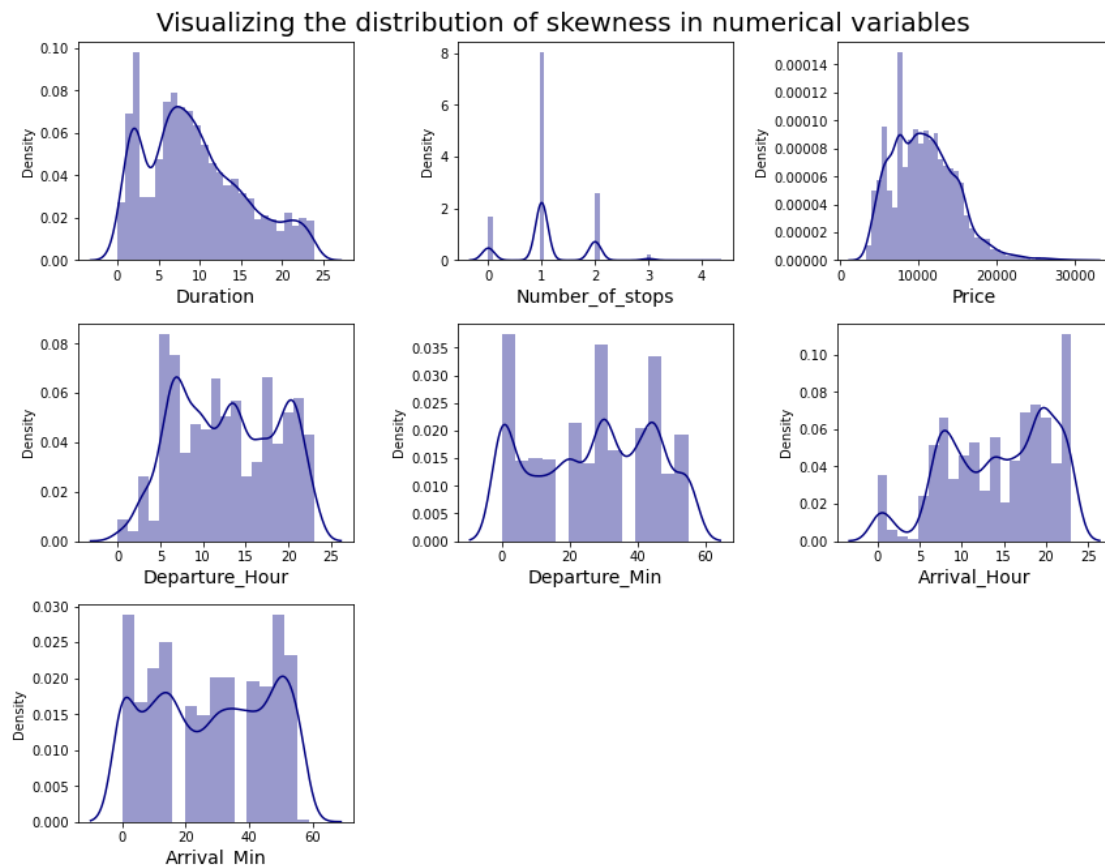 Visualizing the distribution of skewness in numerical variables
0.10
0.08
0.06
0.04
0.02
0.00
Density
0 5 10 15 20 25
Duration
8
6
4
2
0
Density
0 1 2 3 4
Number_of_stops
0.00014
0.00012
0.00010
0.00008
0.00006
0.00004
0.00002
0.00000
Density
0 10000 20000 30000
Price
0.08
0.06
0.04
0.02
0.00
Density
0 5 10 15 20 25
Departure_Hour
0.035
0.030
0.025
0.020
0.015
0.010
0.005
0.000
Density
0 20 40 60
Departure_Min
0.10
0.08
0.06
0.04
0.02
0.00
Density
0 5 10 15 20 25
Arrival_Hour
0.030
0.025
0.020
0.015
0.010
0.005
0.000
Density
0 20 40 60
Arrival_Min